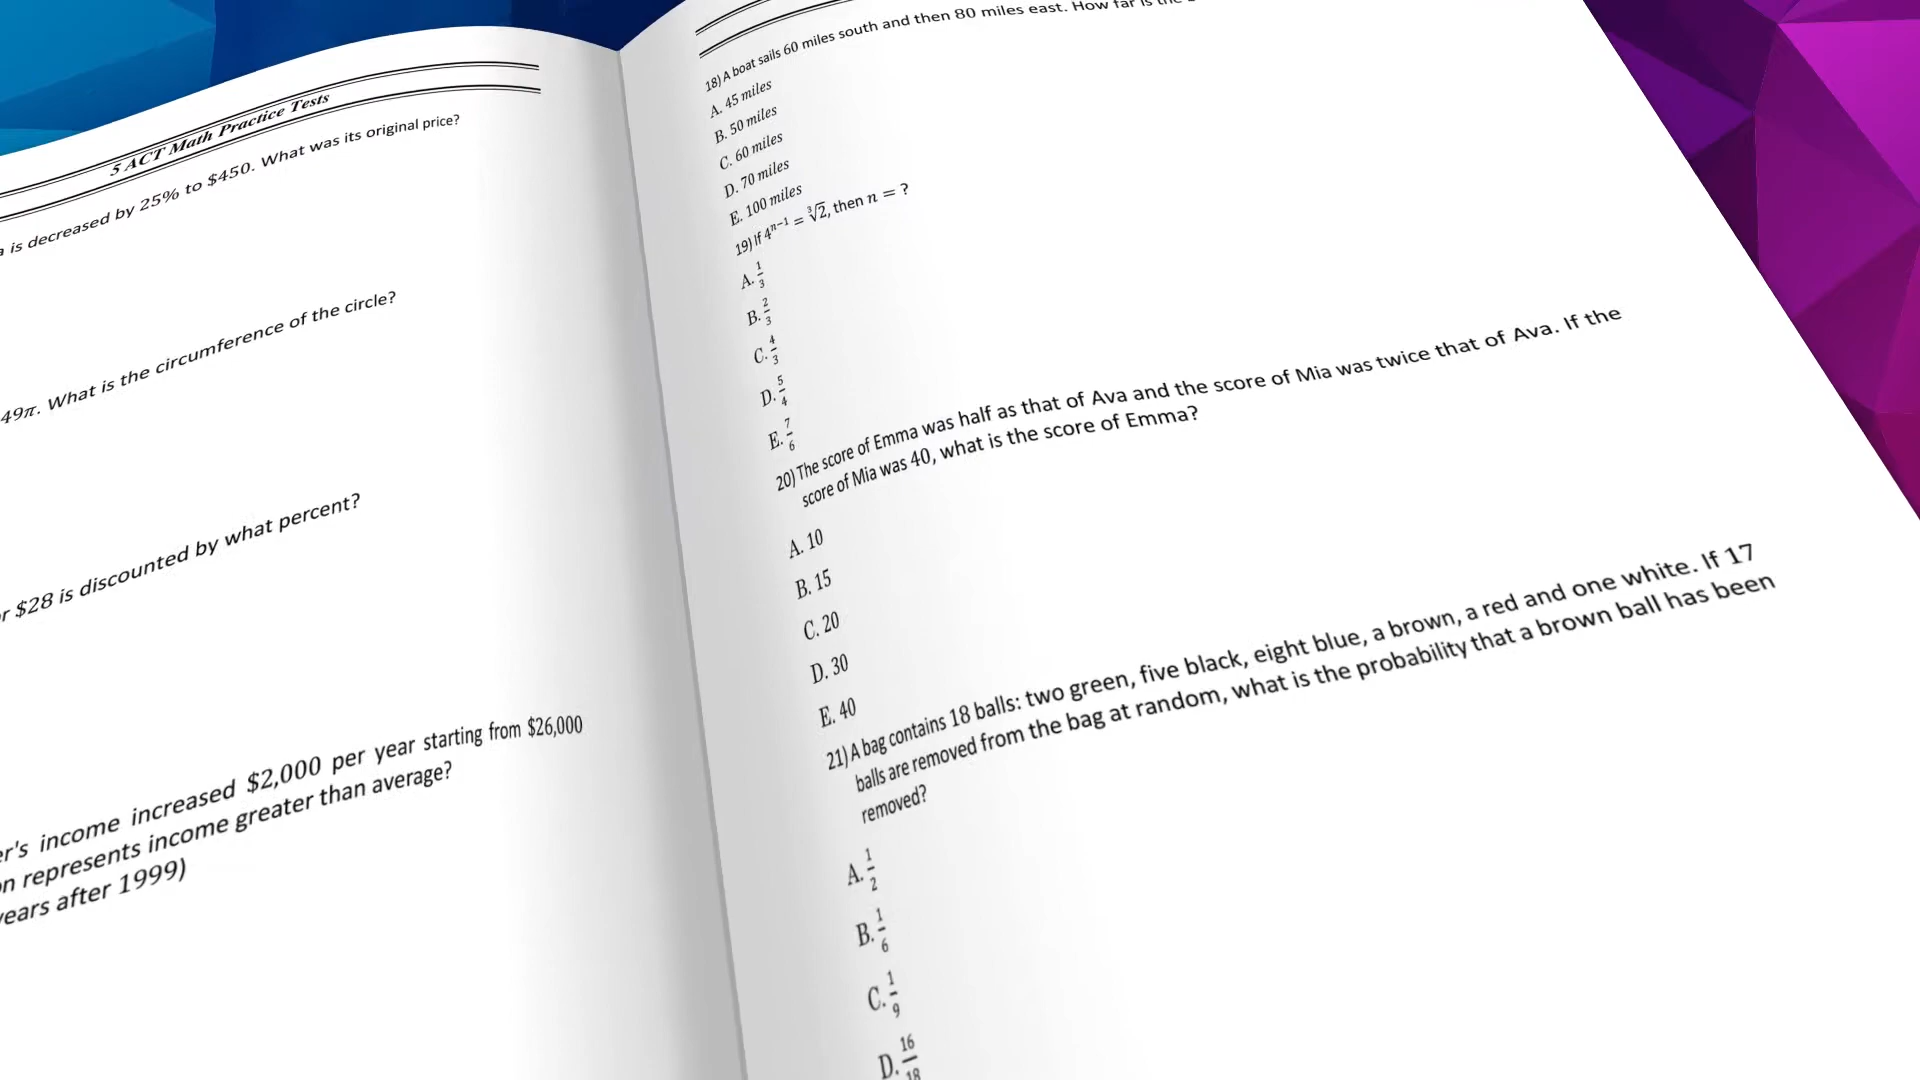 5 ACT Math Practice Tests
is decreased by 25% to $450. What was its original price?
49π. What is the circumference of the circle?
$28 is discounted by what percent?
income increased $2,000 per year starting from $26,000
represents income greater than average?
after 1999)
18) A boat sails 60 miles south and then 80 miles east. How far is the
A. 45 miles
B. 50 miles
C. 60 miles
D. 70 miles
E. 100 miles
19) If 4ⁿ⁻¹ = ∛2, then n = ?
A. 1/3
B. 2/3
C. 4/3
D. 5/4
E. 7/6
20) The score of Emma was half as that of Ava and the score of Mia was twice that of Ava. If the
score of Mia was 40, what is the score of Emma?
A. 10
B. 15
C. 20
D. 30
E. 40
21) A bag contains 18 balls: two green, five black, eight blue, a brown, a red and one white. If 17
balls are removed from the bag at random, what is the probability that a brown ball has been
removed?
A. 1/2
B. 1/6
C. 1/9
D. 16/18